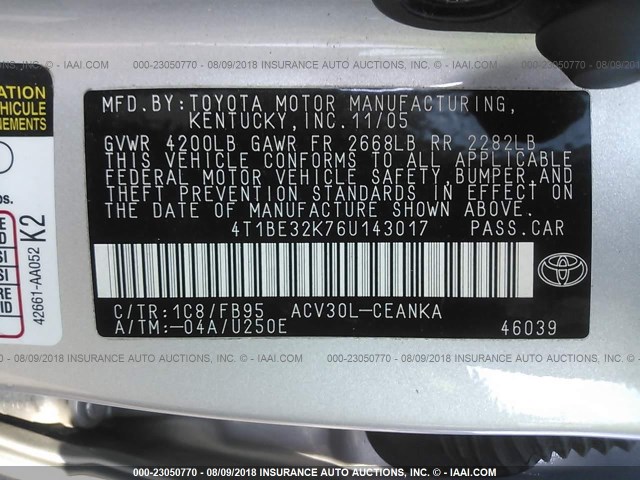 000-23050770 - 08/09/2018 INSURANCE AUTO AUCTIONS - IAAI.COM
MFD.BY:TOYOTA MOTOR MANUFACTURING,
KENTUCKY, INC. 11/05
GVWR 4200LB GAWR FR 2668LB RR 2282LB
THIS VEHICLE CONFORMS TO ALL APPLICABLE
FEDERAL MOTOR VEHICLE SAFETY, BUMPER, AND
THEFT PREVENTION STANDARDS IN EFFECT ON
THE DATE OF MANUFACTURE SHOWN ABOVE.
4T1BE32K76U143017 PASS.CAR
C/TR:1C8/FB95 ACV30L-CEANKA
A/TM:-04A/U250E 46039
TOYOTA
VEHICULE
42661-AA052
K2
000-23050770 - 08/09/2018 INSURANCE AUTO AUCTIONS - IAAI.COM
000-23050770 - 08/09/2018 INSURANCE AUTO AUCTIONS - IAAI.COM